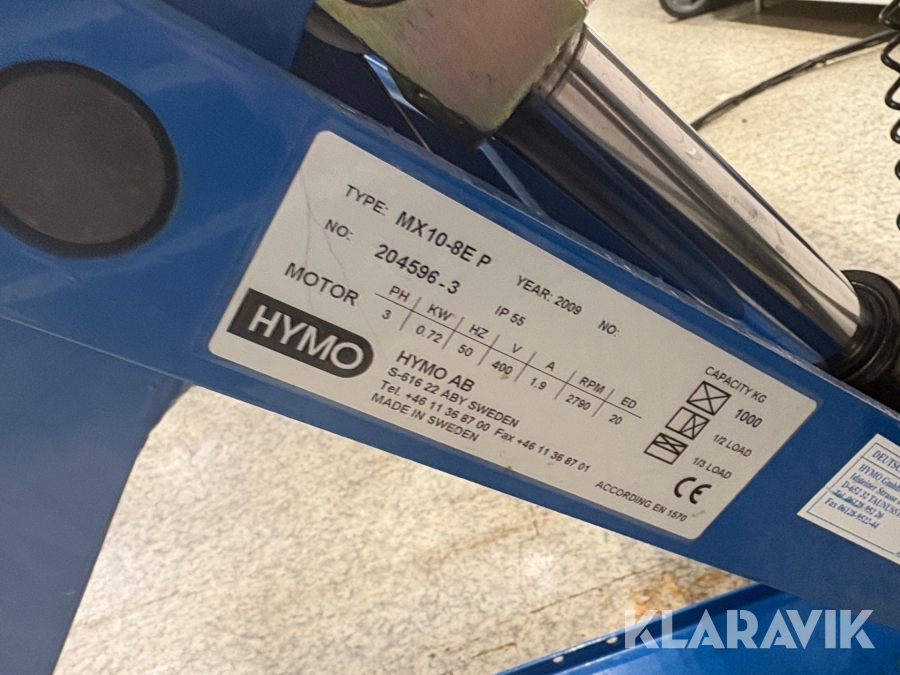 TYPE: MX10-8E P
YEAR: 2009
NO: 204596-3
IP 55
NO:
MOTOR
PH KW HZ V A RPM ED
3 0.72 50 400 1.9 2790 20
CAPACITY KG
1000
1/2 LOAD
1/3 LOAD
HYMO
HYMO AB
S-616 22 ABY SWEDEN
Tel. +46 11 36 87 00 Fax +46 11 36 87 01
MADE IN SWEDEN
CE
ACCORDING EN 1570
HYMO GmbH
KLARAVIK